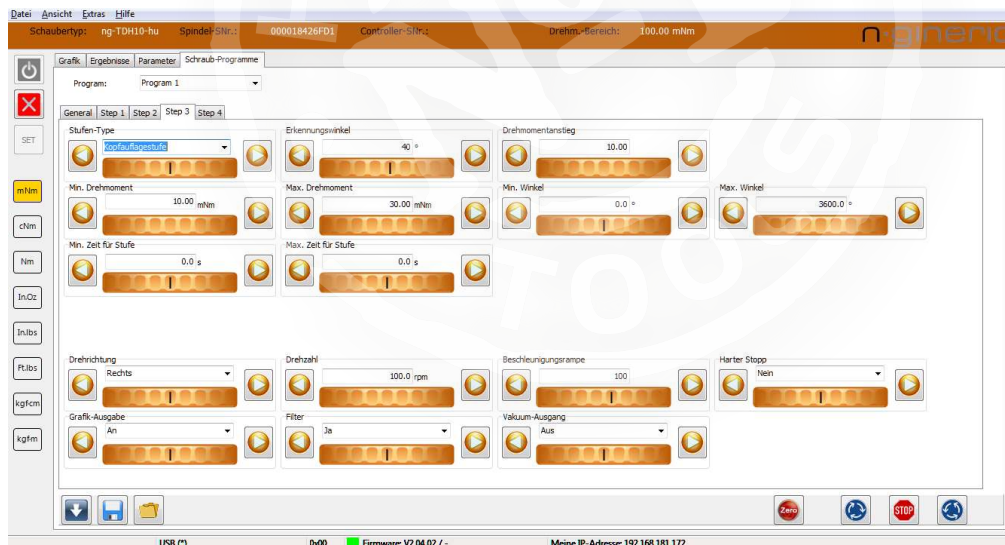 Datei Ansicht Extras Hilfe
Schaubertyp: ng-TDH10-hu Spindel-SNr.: 000018426FD1 Controller-SNr.: Drehm.-Bereich: 100.00 mNm n-gineric
Grafik Ergebnisse Parameter Schraub-Programme
Program: Program 1
General Step 1 Step 2 Step 3 Step 4
SET
mNm
cNm
Nm
In.Oz
In.lbs
Ft.lbs
kgfcm
kgfm
Stufen-Type Erkennungswinkel Drehmomentanstieg
Kopfauflagestufe 40 ° 10.00
Min. Drehmoment Max. Drehmoment Min. Winkel Max. Winkel
10.00 mNm 30.00 mNm 0.0 ° 3600.0 °
Min. Zeit für Stufe Max. Zeit für Stufe
0.0 s 0.0 s
Drehrichtung Drehzahl Beschleunigungsrampe Harter Stopp
Rechts 100.0 rpm 100 Nein
Grafik-Ausgabe Filter Vakuum-Ausgang
An Ja Aus
Zero STOP
USB (*) 0x00 Firmware: V2.04.02 / - Meine IP-Adresse: 192.168.181.172
TOOLS